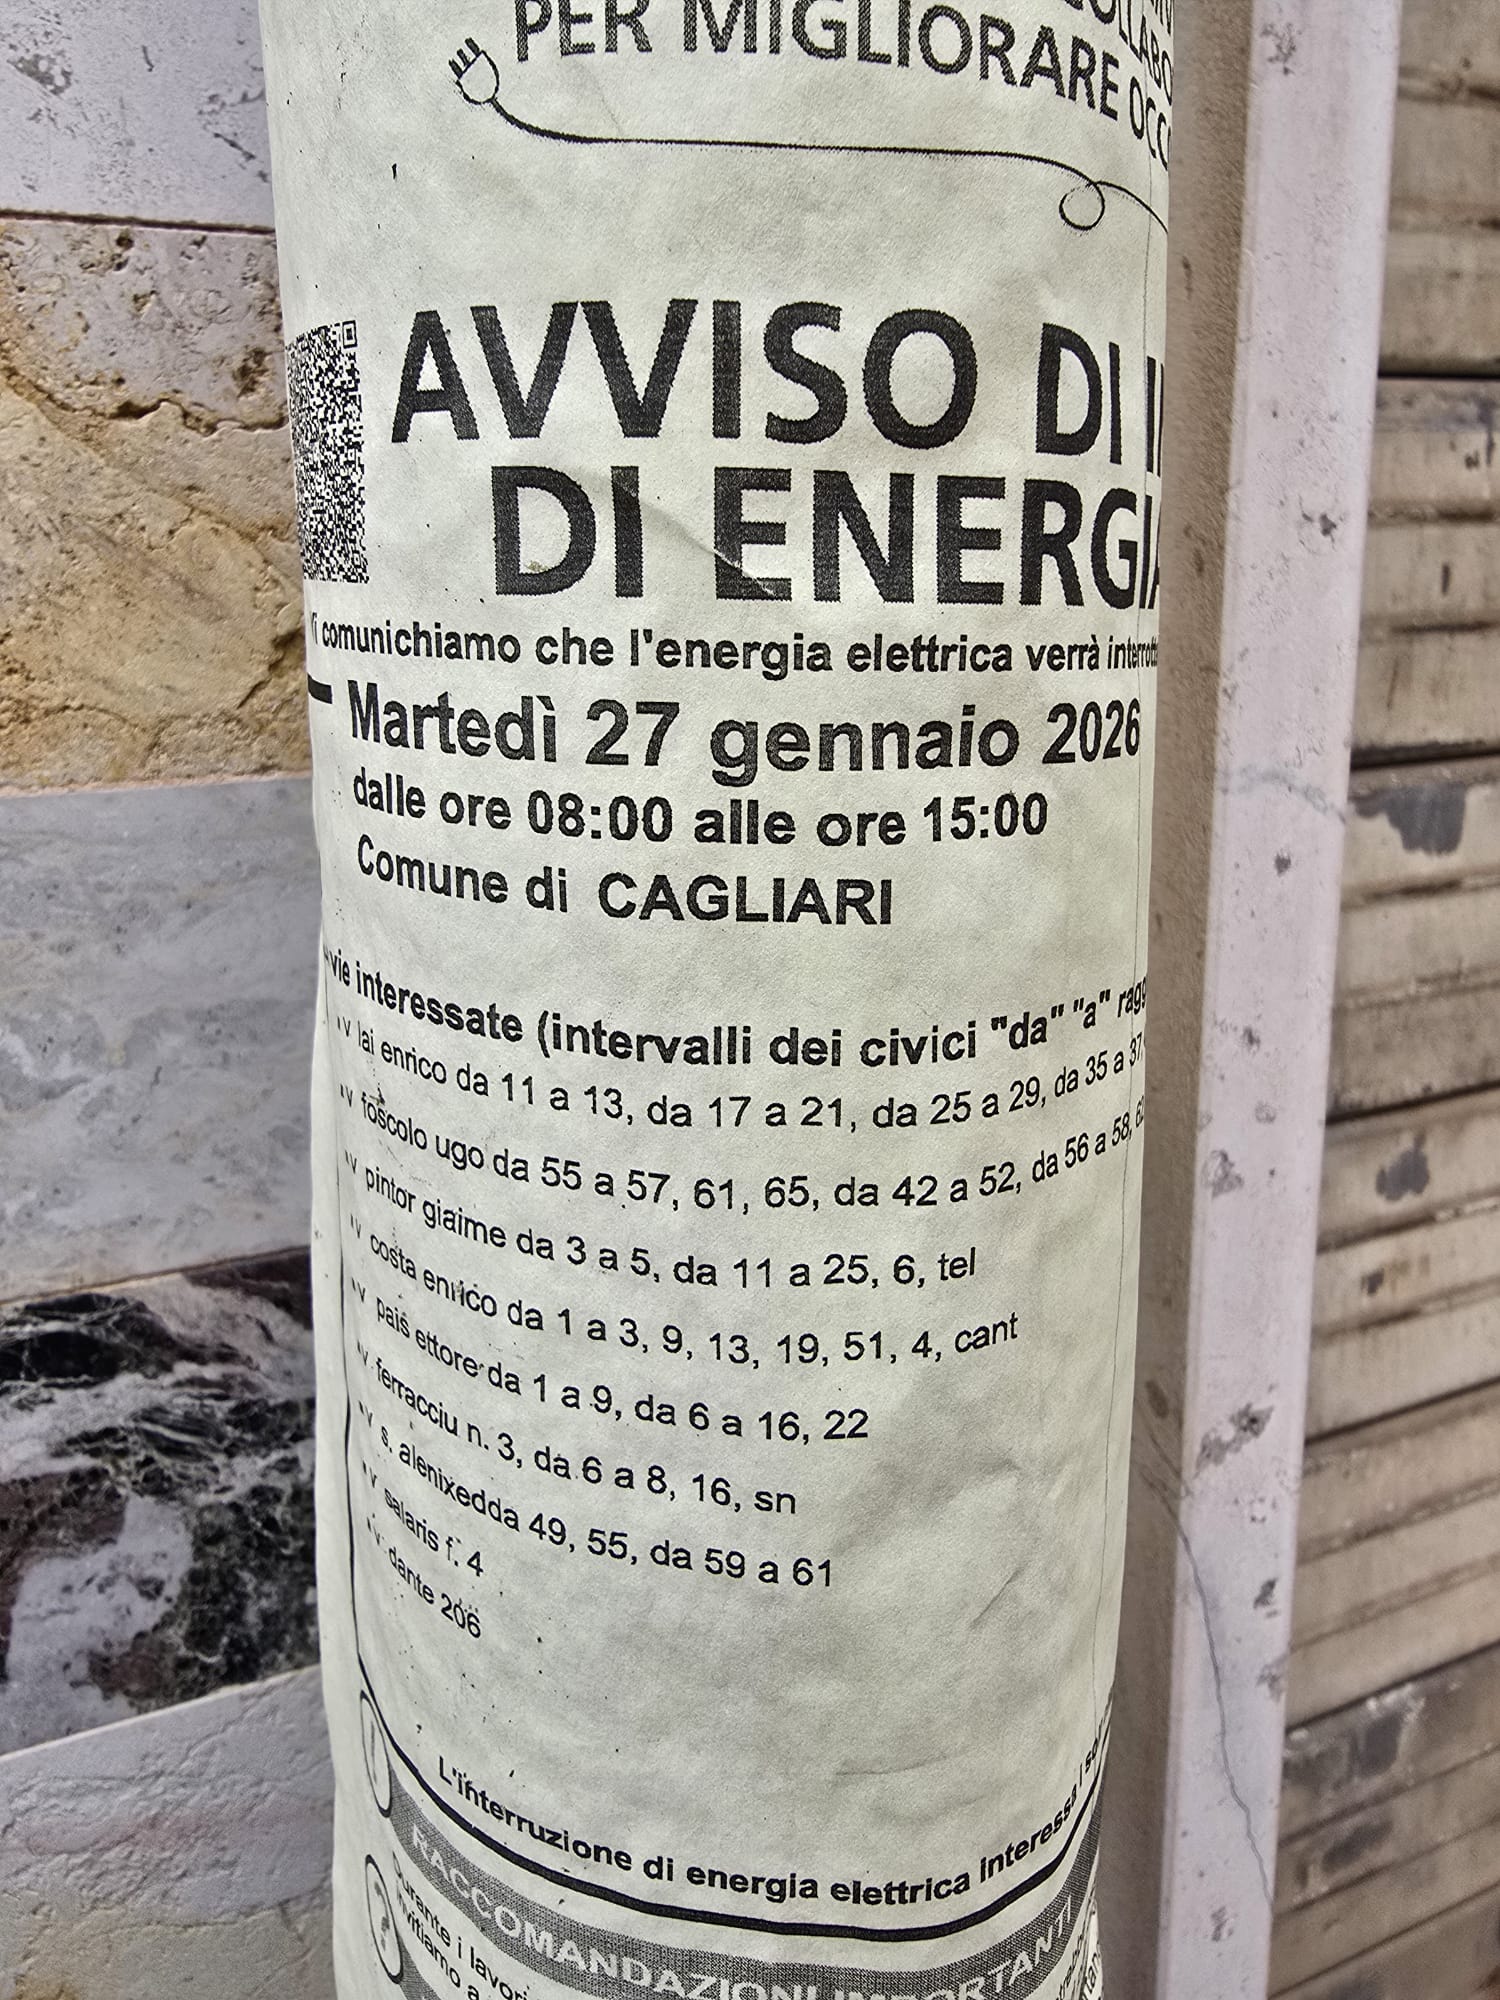 PER MIGLIORARE
AVVISO DI
DI ENERGIA
comunichiamo che l'energia elettrica verrà
Martedì 27 gennaio 2026
dalle ore 08:00 alle ore 15:00
Comune di CAGLIARI
vie interessate (intervalli dei civici "da" "a"
v lai enrico da 11 a 13, da 17 a 21, da 25 a 29, da 35 a 37
v foscolo ugo da 55 a 57, 61, 65, da 42 a 52, da 56 a 58,
v pintor giaime da 3 a 5, da 11 a 25, 6, tel
v costa enrico da 1 a 3, 9, 13, 19, 51, 4, cant
v pais ettore da 1 a 9, da 6 a 16, 22
v ferracciu n. 3, da 6 a 8, 16, sn
v s. alenixedda 49, 55, da 59 a 61
v salaris f. 4
v dante 206
L'interruzione di energia elettrica interessa
RACCOMANDAZIONI IMPORTANTI
Durante i lavori
invitiamo a